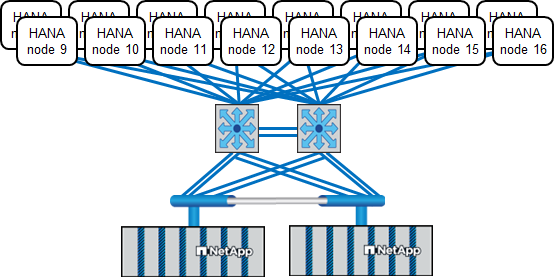 HANA
node 9
HANA
node 10
HANA
node 11
HANA
node 12
HANA
node 13
HANA
node 14
HANA
node 15
HANA
node 16
NetApp
NetApp